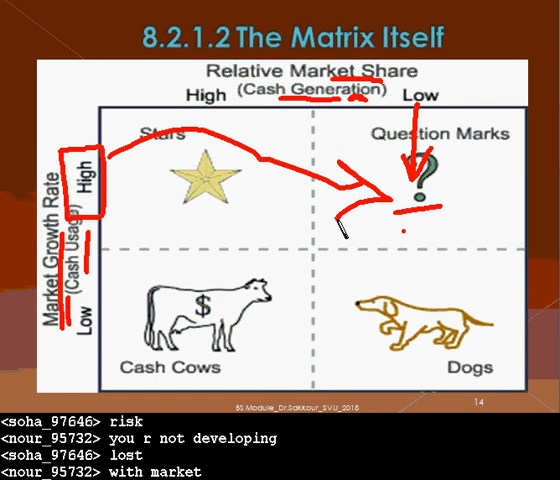 8.2.1.2 The Matrix Itself
Relative Market Share
(Cash Generation)
High
Low
Stars
Question Marks
?
Market Growth Rate
(Cash Usage)
High
Low
$
Cash Cows
Dogs
BS Module_Dr.Sakkour_SVU_2018
14
<soha_97646> risk
<nour_95732> you r not developing
<soha_97646> lost
<nour_95732> with market